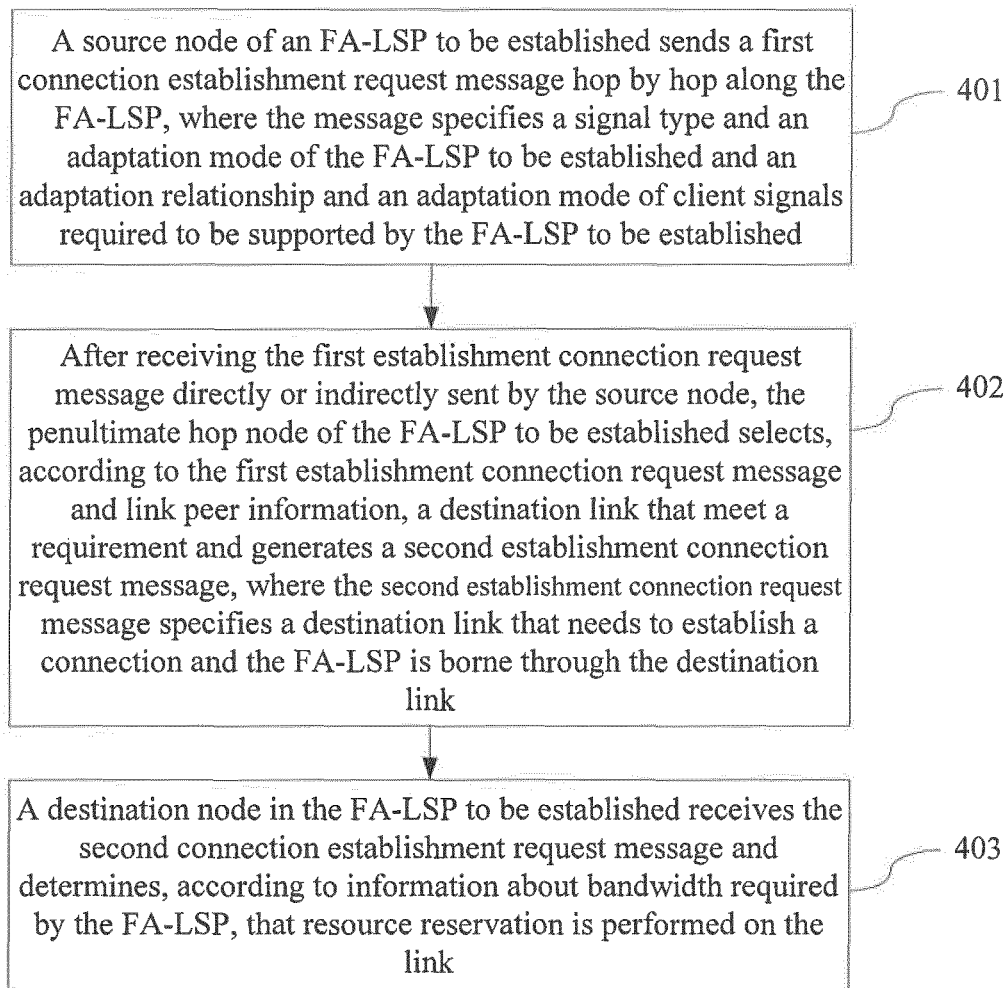 A source node of an FA-LSP to be established sends a first
connection establishment request message hop by hop along the
FA-LSP, where the message specifies a signal type and an
adaptation mode of the FA-LSP to be established and an
adaptation relationship and an adaptation mode of client signals
required to be supported by the FA-LSP to be established
401
After receiving the first establishment connection request
message directly or indirectly sent by the source node, the
penultimate hop node of the FA-LSP to be established selects,
according to the first establishment connection request message
and link peer information, a destination link that meet a
requirement and generates a second establishment connection
request message, where the second establishment connection request
message specifies a destination link that needs to establish a
connection and the FA-LSP is borne through the destination
link
402
A destination node in the FA-LSP to be established receives the
second connection establishment request message and
determines, according to information about bandwidth required
by the FA-LSP, that resource reservation is performed on the
link
403